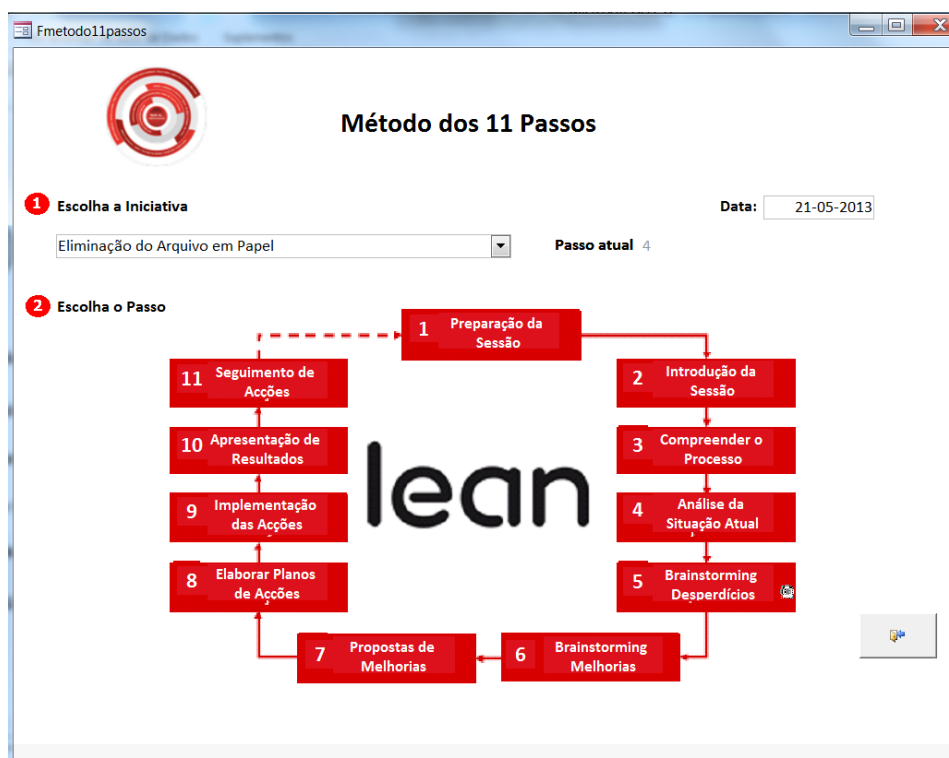 Fmetodo11passos
Suplementos
Método dos 11 Passos
1 Escolha a Iniciativa
Data: 21-05-2013
Eliminação do Arquivo em Papel
Passo atual 4
2 Escolha o Passo
1 Preparação da
Sessão
2 Introdução da
Sessão
3 Compreender o
Processo
4 Análise da
Situação Atual
5 Brainstorming
Desperdícios
6 Brainstorming
Melhorias
7 Propostas de
Melhorias
8 Elaborar Planos
de Acções
9 Implementação
das Acções
10 Apresentação de
Resultados
11 Seguimento de
Acções
lean